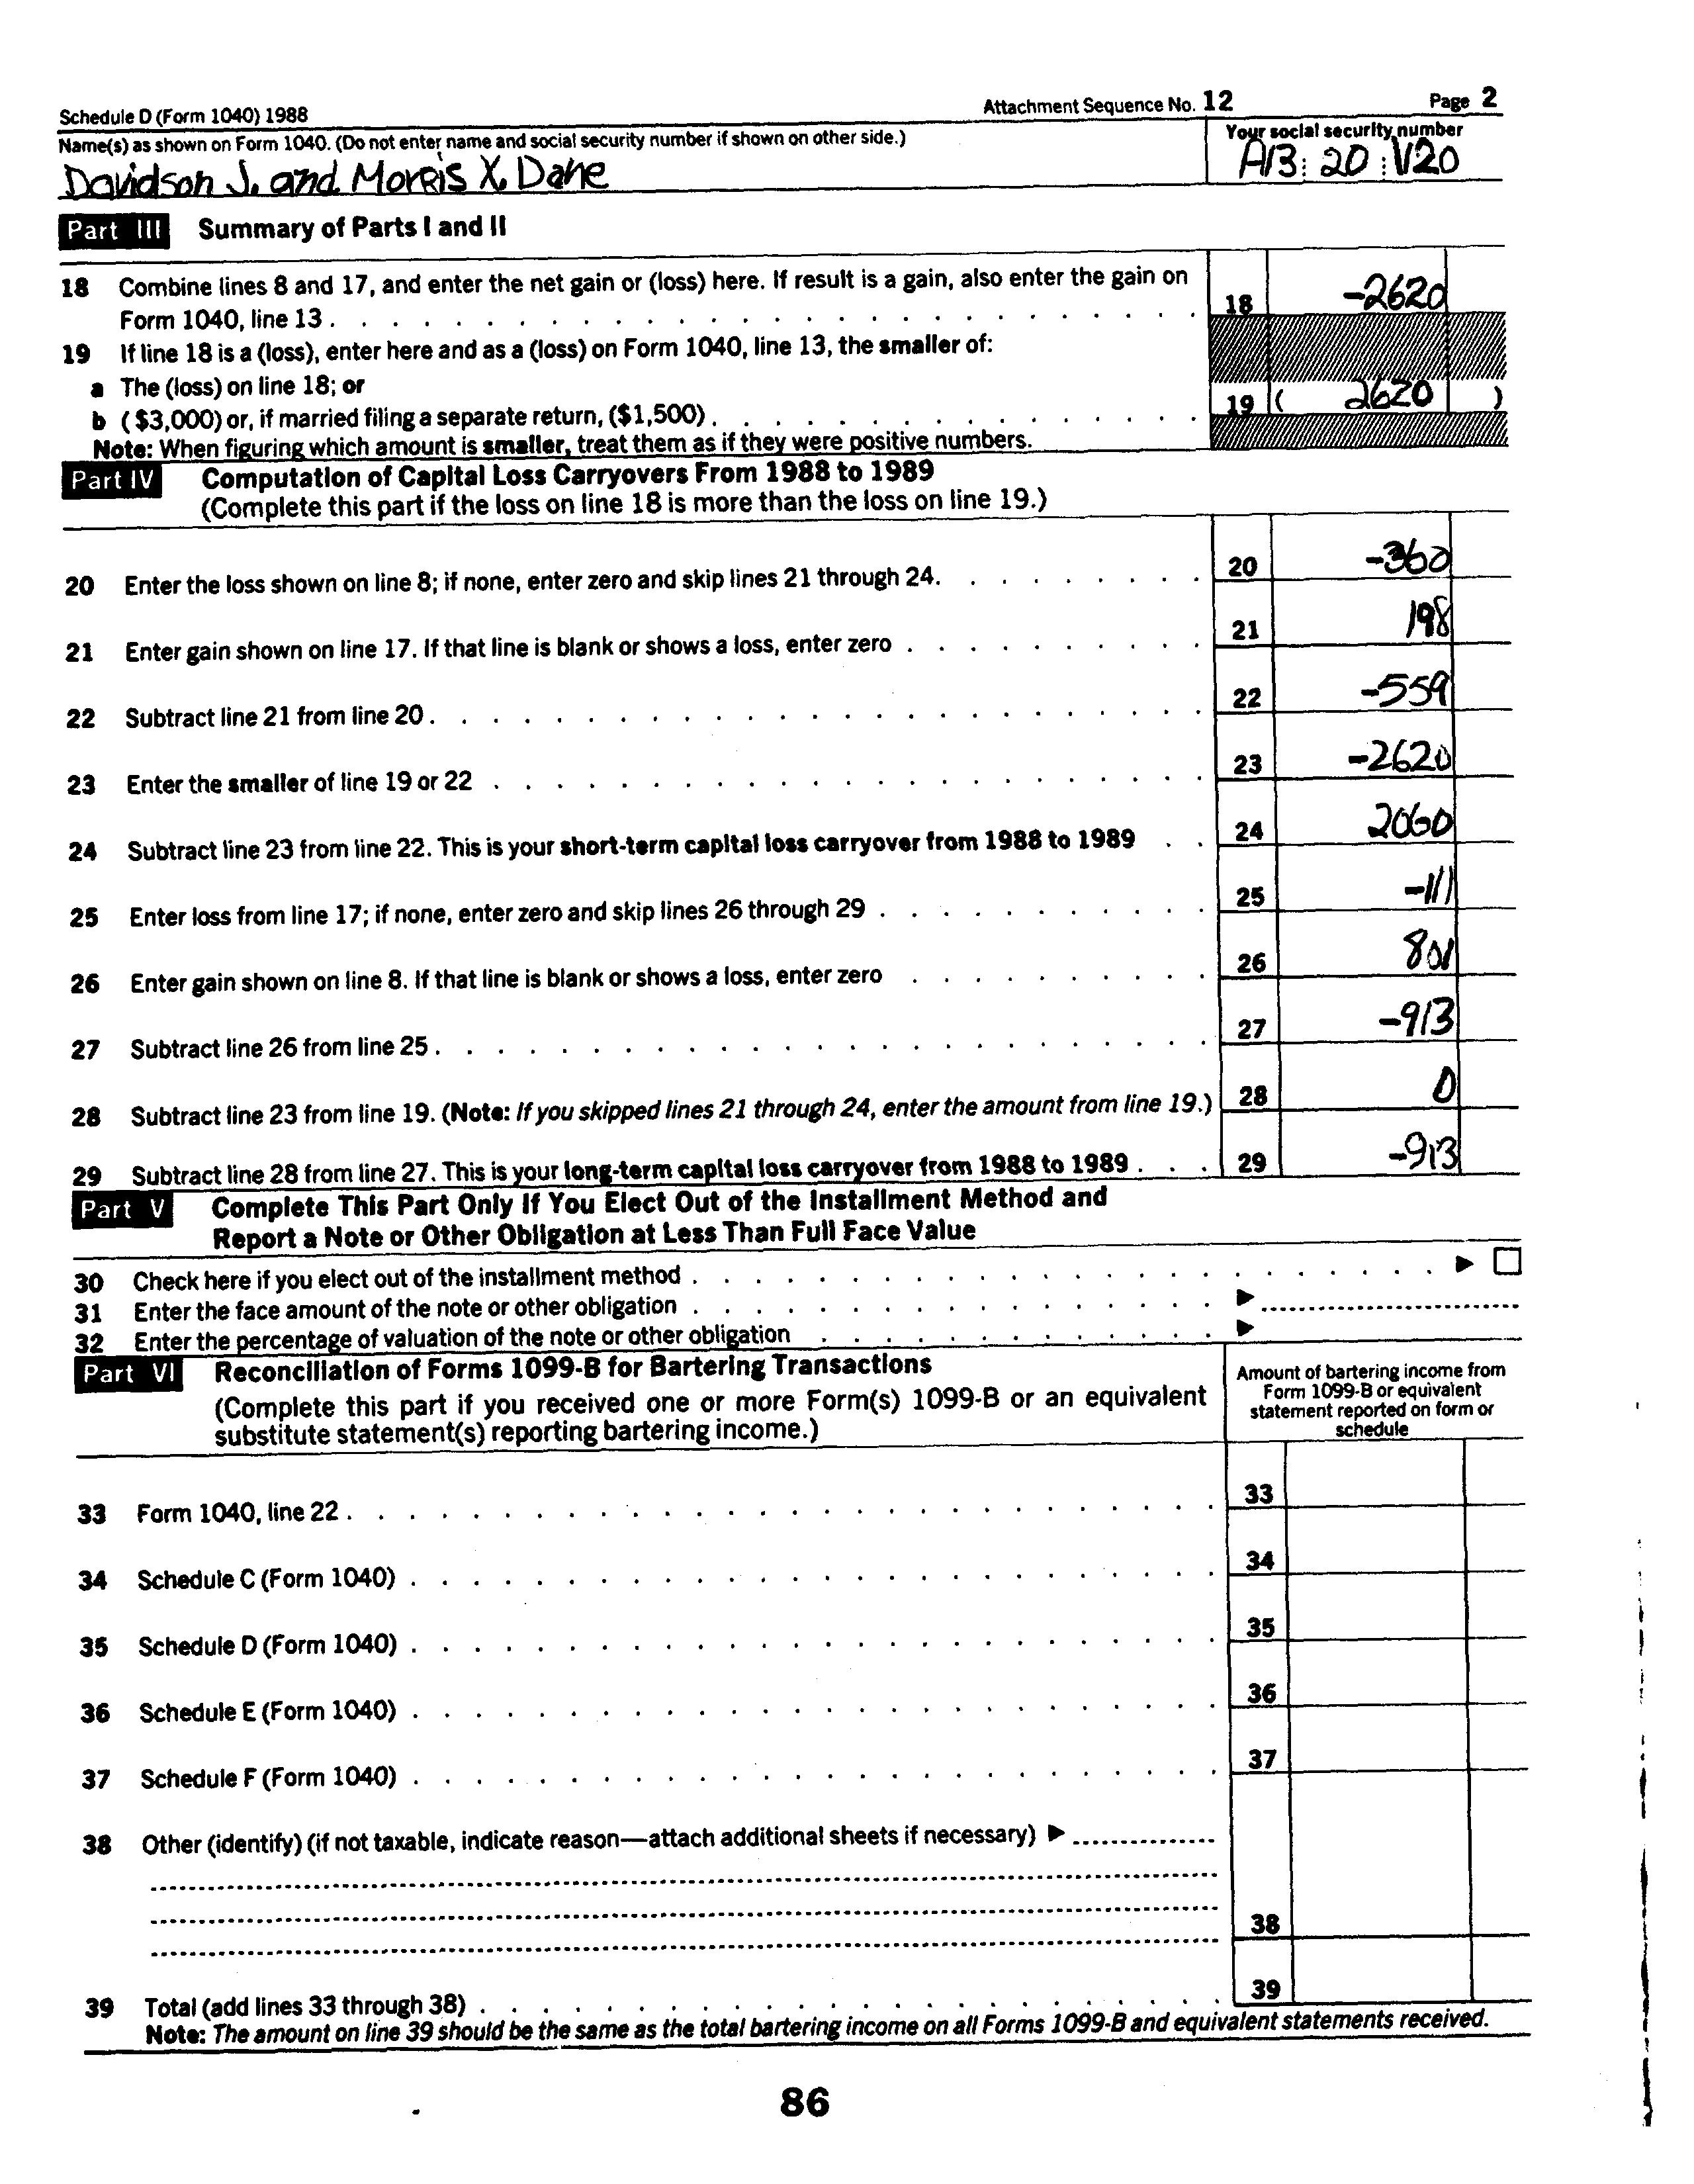 Schedule D (Form 1040) 1988 Attachment Sequence No. 12 Page 2
Name(s) as shown on Form 1040. (Do not enter name and social security number if shown on other side.) Your social security number
Davidson J. and Morris X. Dane A13 : 20 : V20
Part III Summary of Parts I and II
18 Combine lines 8 and 17, and enter the net gain or (loss) here. If result is a gain, also enter the gain on
Form 1040, line 13 . . . 18 -2620
19 If line 18 is a (loss), enter here and as a (loss) on Form 1040, line 13, the smaller of:
a The (loss) on line 18; or
b ($3,000) or, if married filing a separate return, ($1,500) . . . 19 ( 2620 )
Note: When figuring which amount is smaller, treat them as if they were positive numbers.
Part IV Computation of Capital Loss Carryovers From 1988 to 1989
(Complete this part if the loss on line 18 is more than the loss on line 19.)
20 Enter the loss shown on line 8; if none, enter zero and skip lines 21 through 24. . . . 20 -360
21 Enter gain shown on line 17. If that line is blank or shows a loss, enter zero . . . 21 198
22 Subtract line 21 from line 20 . . . 22 -559
23 Enter the smaller of line 19 or 22 . . . 23 -2620
24 Subtract line 23 from line 22. This is your short-term capital loss carryover from 1988 to 1989 . . 24 2060
25 Enter loss from line 17; if none, enter zero and skip lines 26 through 29 . . . 25 -111
26 Enter gain shown on line 8. If that line is blank or shows a loss, enter zero . . . 26 801
27 Subtract line 26 from line 25 . . . 27 -913
28 Subtract line 23 from line 19. (Note: If you skipped lines 21 through 24, enter the amount from line 19.) 28 0
29 Subtract line 28 from line 27. This is your long-term capital loss carryover from 1988 to 1989 . . . 29 -913
Part V Complete This Part Only If You Elect Out of the Installment Method and
Report a Note or Other Obligation at Less Than Full Face Value
30 Check here if you elect out of the installment method . . . ▶ ☐
31 Enter the face amount of the note or other obligation . . . ▶
32 Enter the percentage of valuation of the note or other obligation . . . ▶
Part VI Reconciliation of Forms 1099-B for Bartering Transactions
(Complete this part if you received one or more Form(s) 1099-B or an equivalent
substitute statement(s) reporting bartering income.)
Amount of bartering income from
Form 1099-B or equivalent
statement reported on form or
schedule
33 Form 1040, line 22 . . . 33
34 Schedule C (Form 1040) . . . 34
35 Schedule D (Form 1040) . . . 35
36 Schedule E (Form 1040) . . . 36
37 Schedule F (Form 1040) . . . 37
38 Other (identify) (if not taxable, indicate reason—attach additional sheets if necessary) ▶
38
39 Total (add lines 33 through 38) . . . 39
Note: The amount on line 39 should be the same as the total bartering income on all Forms 1099-B and equivalent statements received.
86